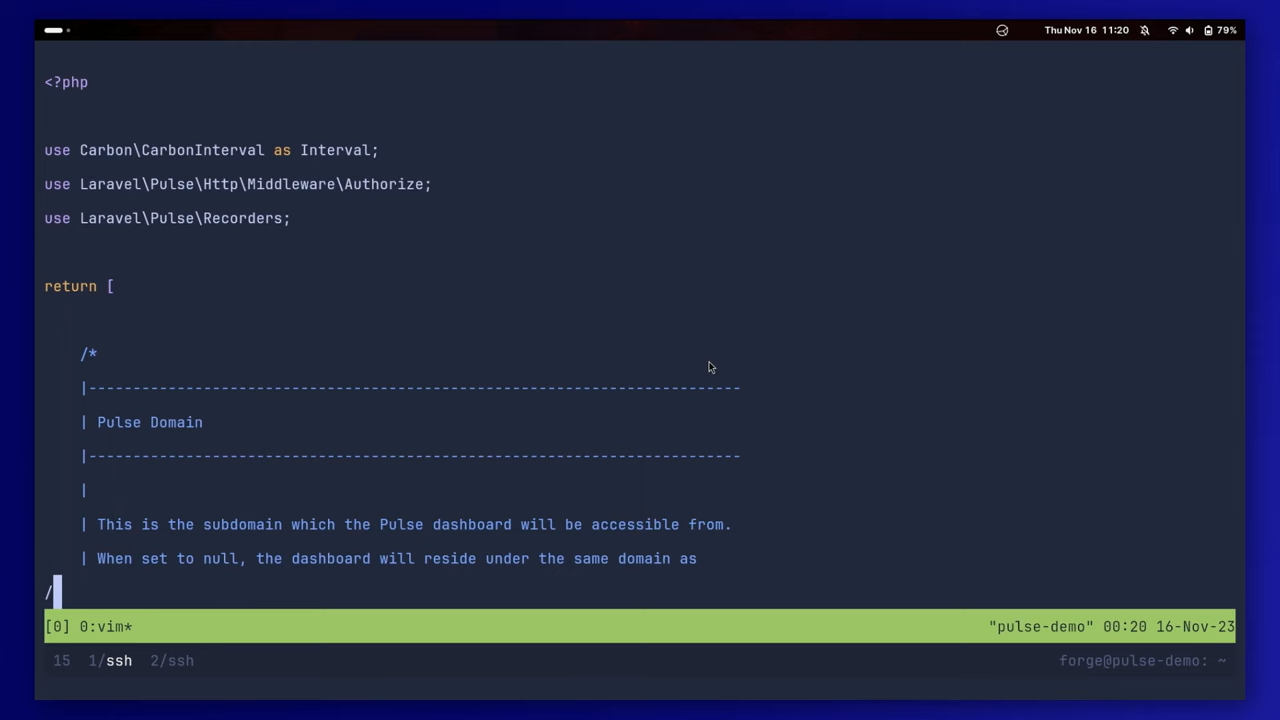 Thu Nov 16 11:20 79%
<?php
use Carbon\CarbonInterval as Interval;
use Laravel\Pulse\Http\Middleware\Authorize;
use Laravel\Pulse\Recorders;
return [
/*
|--------------------------------------------------------------------------
| Pulse Domain
|--------------------------------------------------------------------------
|
| This is the subdomain which the Pulse dashboard will be accessible from.
| When set to null, the dashboard will reside under the same domain as
/
[0] 0:vim* "pulse-demo" 00:20 16-Nov-23
15 1/ssh 2/ssh forge@pulse-demo: ~